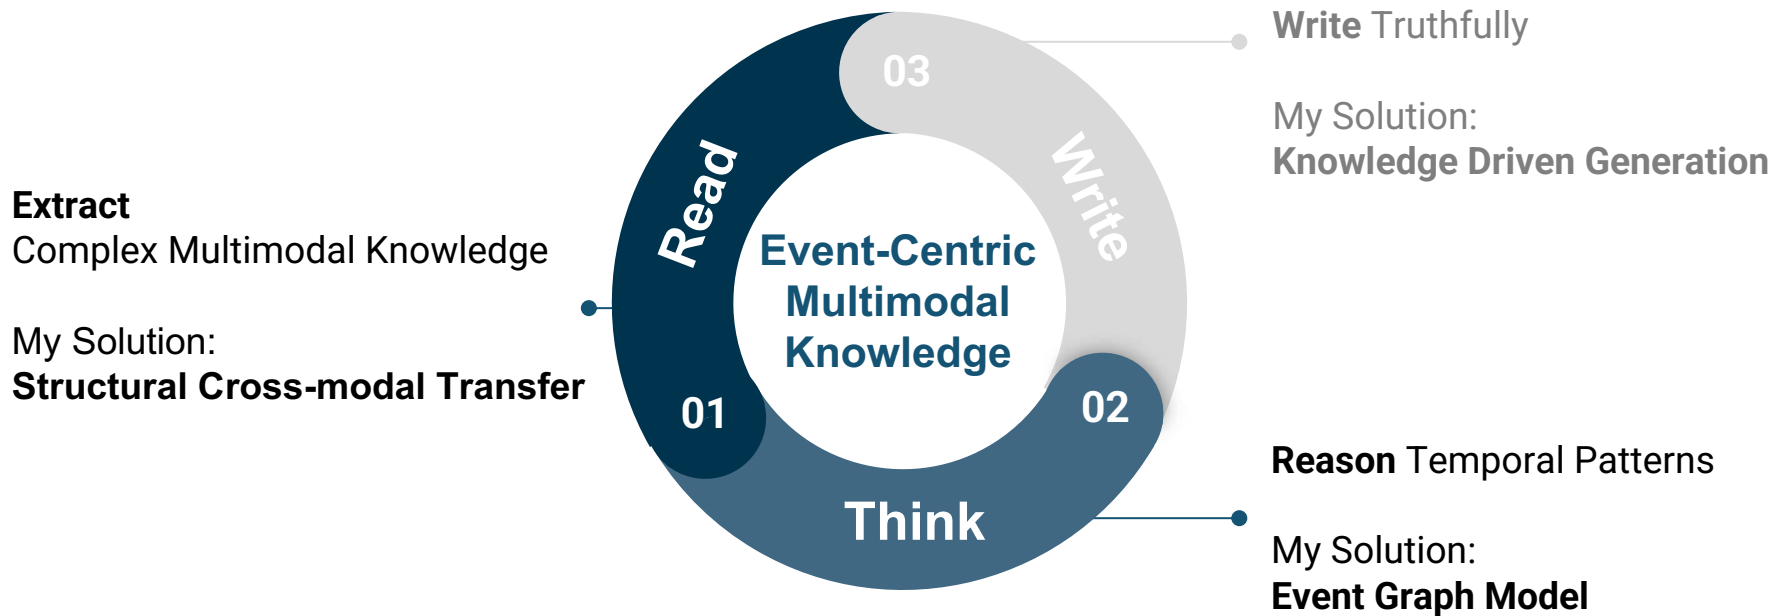 Extract
Complex Multimodal Knowledge
My Solution:
Structural Cross-modal Transfer
Read
01
Event-Centric
Multimodal
Knowledge
Think
02
Reason Temporal Patterns
My Solution:
Event Graph Model
Write
03
Write Truthfully
My Solution:
Knowledge Driven Generation